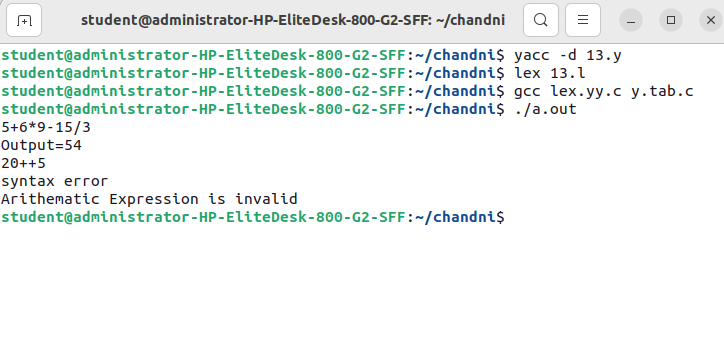 student@administrator-HP-EliteDesk-800-G2-SFF: ~/chandni
student@administrator-HP-EliteDesk-800-G2-SFF:~/chandni$ yacc -d 13.y
student@administrator-HP-EliteDesk-800-G2-SFF:~/chandni$ lex 13.l
student@administrator-HP-EliteDesk-800-G2-SFF:~/chandni$ gcc lex.yy.c y.tab.c
student@administrator-HP-EliteDesk-800-G2-SFF:~/chandni$ ./a.out
5+6*9-15/3
Output=54
20++5
syntax error
Arithematic Expression is invalid
student@administrator-HP-EliteDesk-800-G2-SFF:~/chandni$